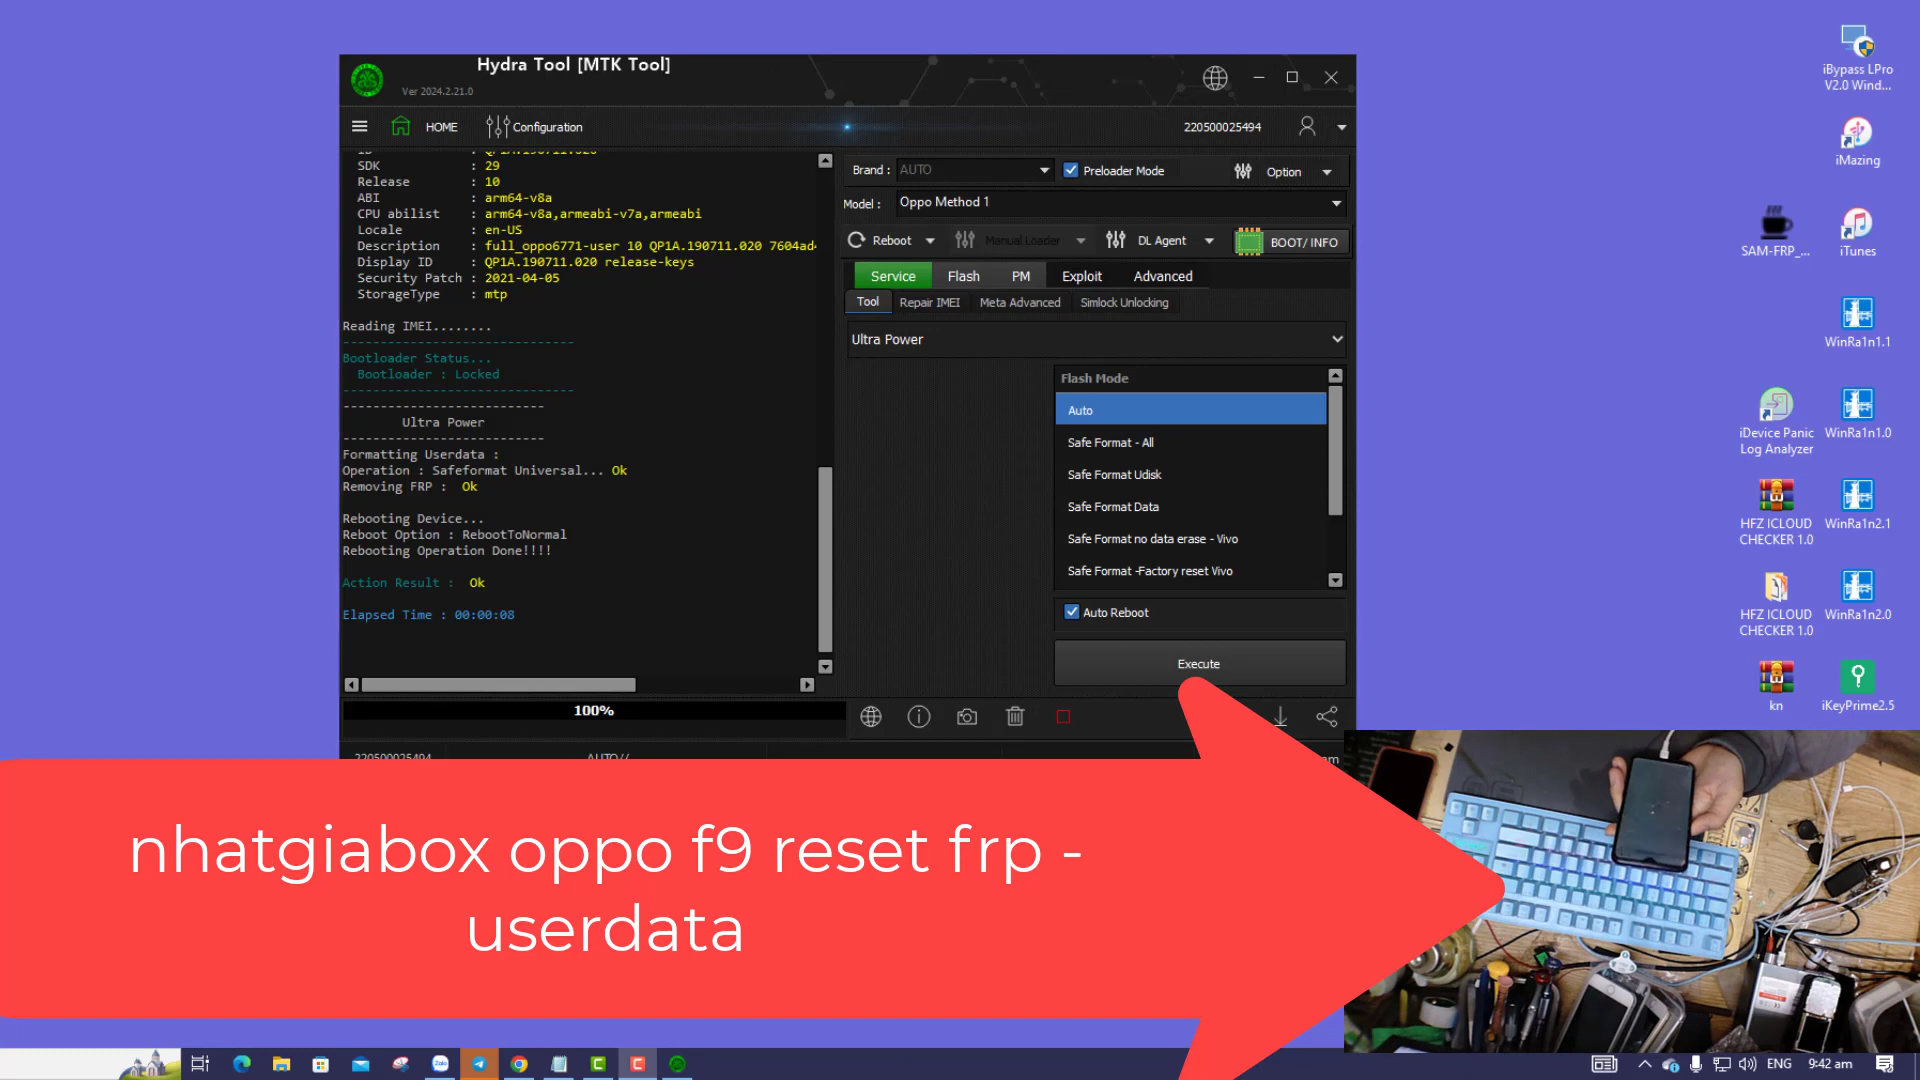 Hydra Tool [MTK Tool]
Ver 2024.2.21.0
HOME
Configuration
220500025494
SDK : 29
Release : 10
ABI : arm64-v8a
CPU abilist : arm64-v8a,armeabi-v7a,armeabi
Locale : en-US
Description : full_oppo6771-user 10 QP1A.190711.020 7604ad
Display ID : QP1A.190711.020 release-keys
Security Patch : 2021-04-05
StorageType : mtp
Reading IMEI........
Bootloader Status...
Bootloader : Locked
Ultra Power
Formatting Userdata :
Operation : Safeformat Universal... Ok
Removing FRP : Ok
Rebooting Device...
Reboot Option : RebootToNormal
Rebooting Operation Done!!!!
Action Result : Ok
Elapsed Time : 00:00:08
100%
Brand : AUTO
Preloader Mode
Option
Model : Oppo Method 1
Reboot
Manual Loader
DL Agent
BOOT/ INFO
Service Flash PM Exploit Advanced
Tool Repair IMEI Meta Advanced Simlock Unlocking
Ultra Power
Flash Mode
Auto
Safe Format - All
Safe Format Udisk
Safe Format Data
Safe Format no data erase - Vivo
Safe Format -Factory reset Vivo
Auto Reboot
Execute
nhatgiabox oppo f9 reset frp -
userdata
iBypass LPro
V2.0 Wind...
iMazing
SAM-FRP_...
iTunes
WinRa1n1.1
iDevice Panic
Log Analyzer
WinRa1n1.0
HFZ ICLOUD
CHECKER 1.0
WinRa1n2.1
HFZ ICLOUD
CHECKER 1.0
WinRa1n2.0
kn
iKeyPrime2.5
Zalo
ENG
9:42 am